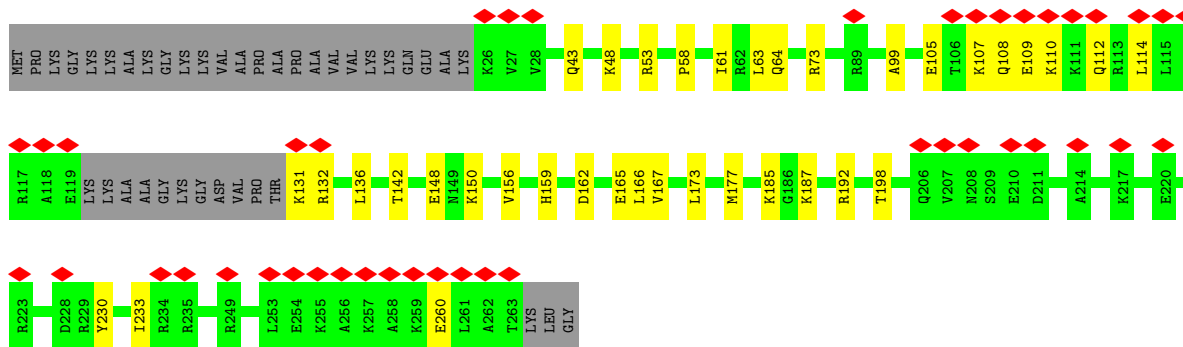 MET PRO LYS GLY LYS LYS ALA LYS GLY LYS LYS VAL ALA PRO ALA PRO ALA VAL VAL LYS LYS GLN GLU ALA LYS K26 V27 V28 Q43 K48 R53 P58 I61 R62 L63 Q64 R73 R89 A99 E105 T106 K107 Q108 E109 K110 K111 Q112 R113 L114 L115
R117 A118 E119 LYS LYS ALA ALA GLY LYS GLY ASP VAL PRO THR K131 R132 L136 T142 E148 N149 K150 V156 H159 D162 E165 L166 V167 L173 M177 K185 G186 K187 R192 T198 Q206 V207 N208 S209 E210 D211 A214 K217 E220
R223 D228 R229 Y230 I233 R234 R235 R249 L253 E254 K255 A256 K257 A258 K259 E260 L261 A262 T263 LYS LEU GLY